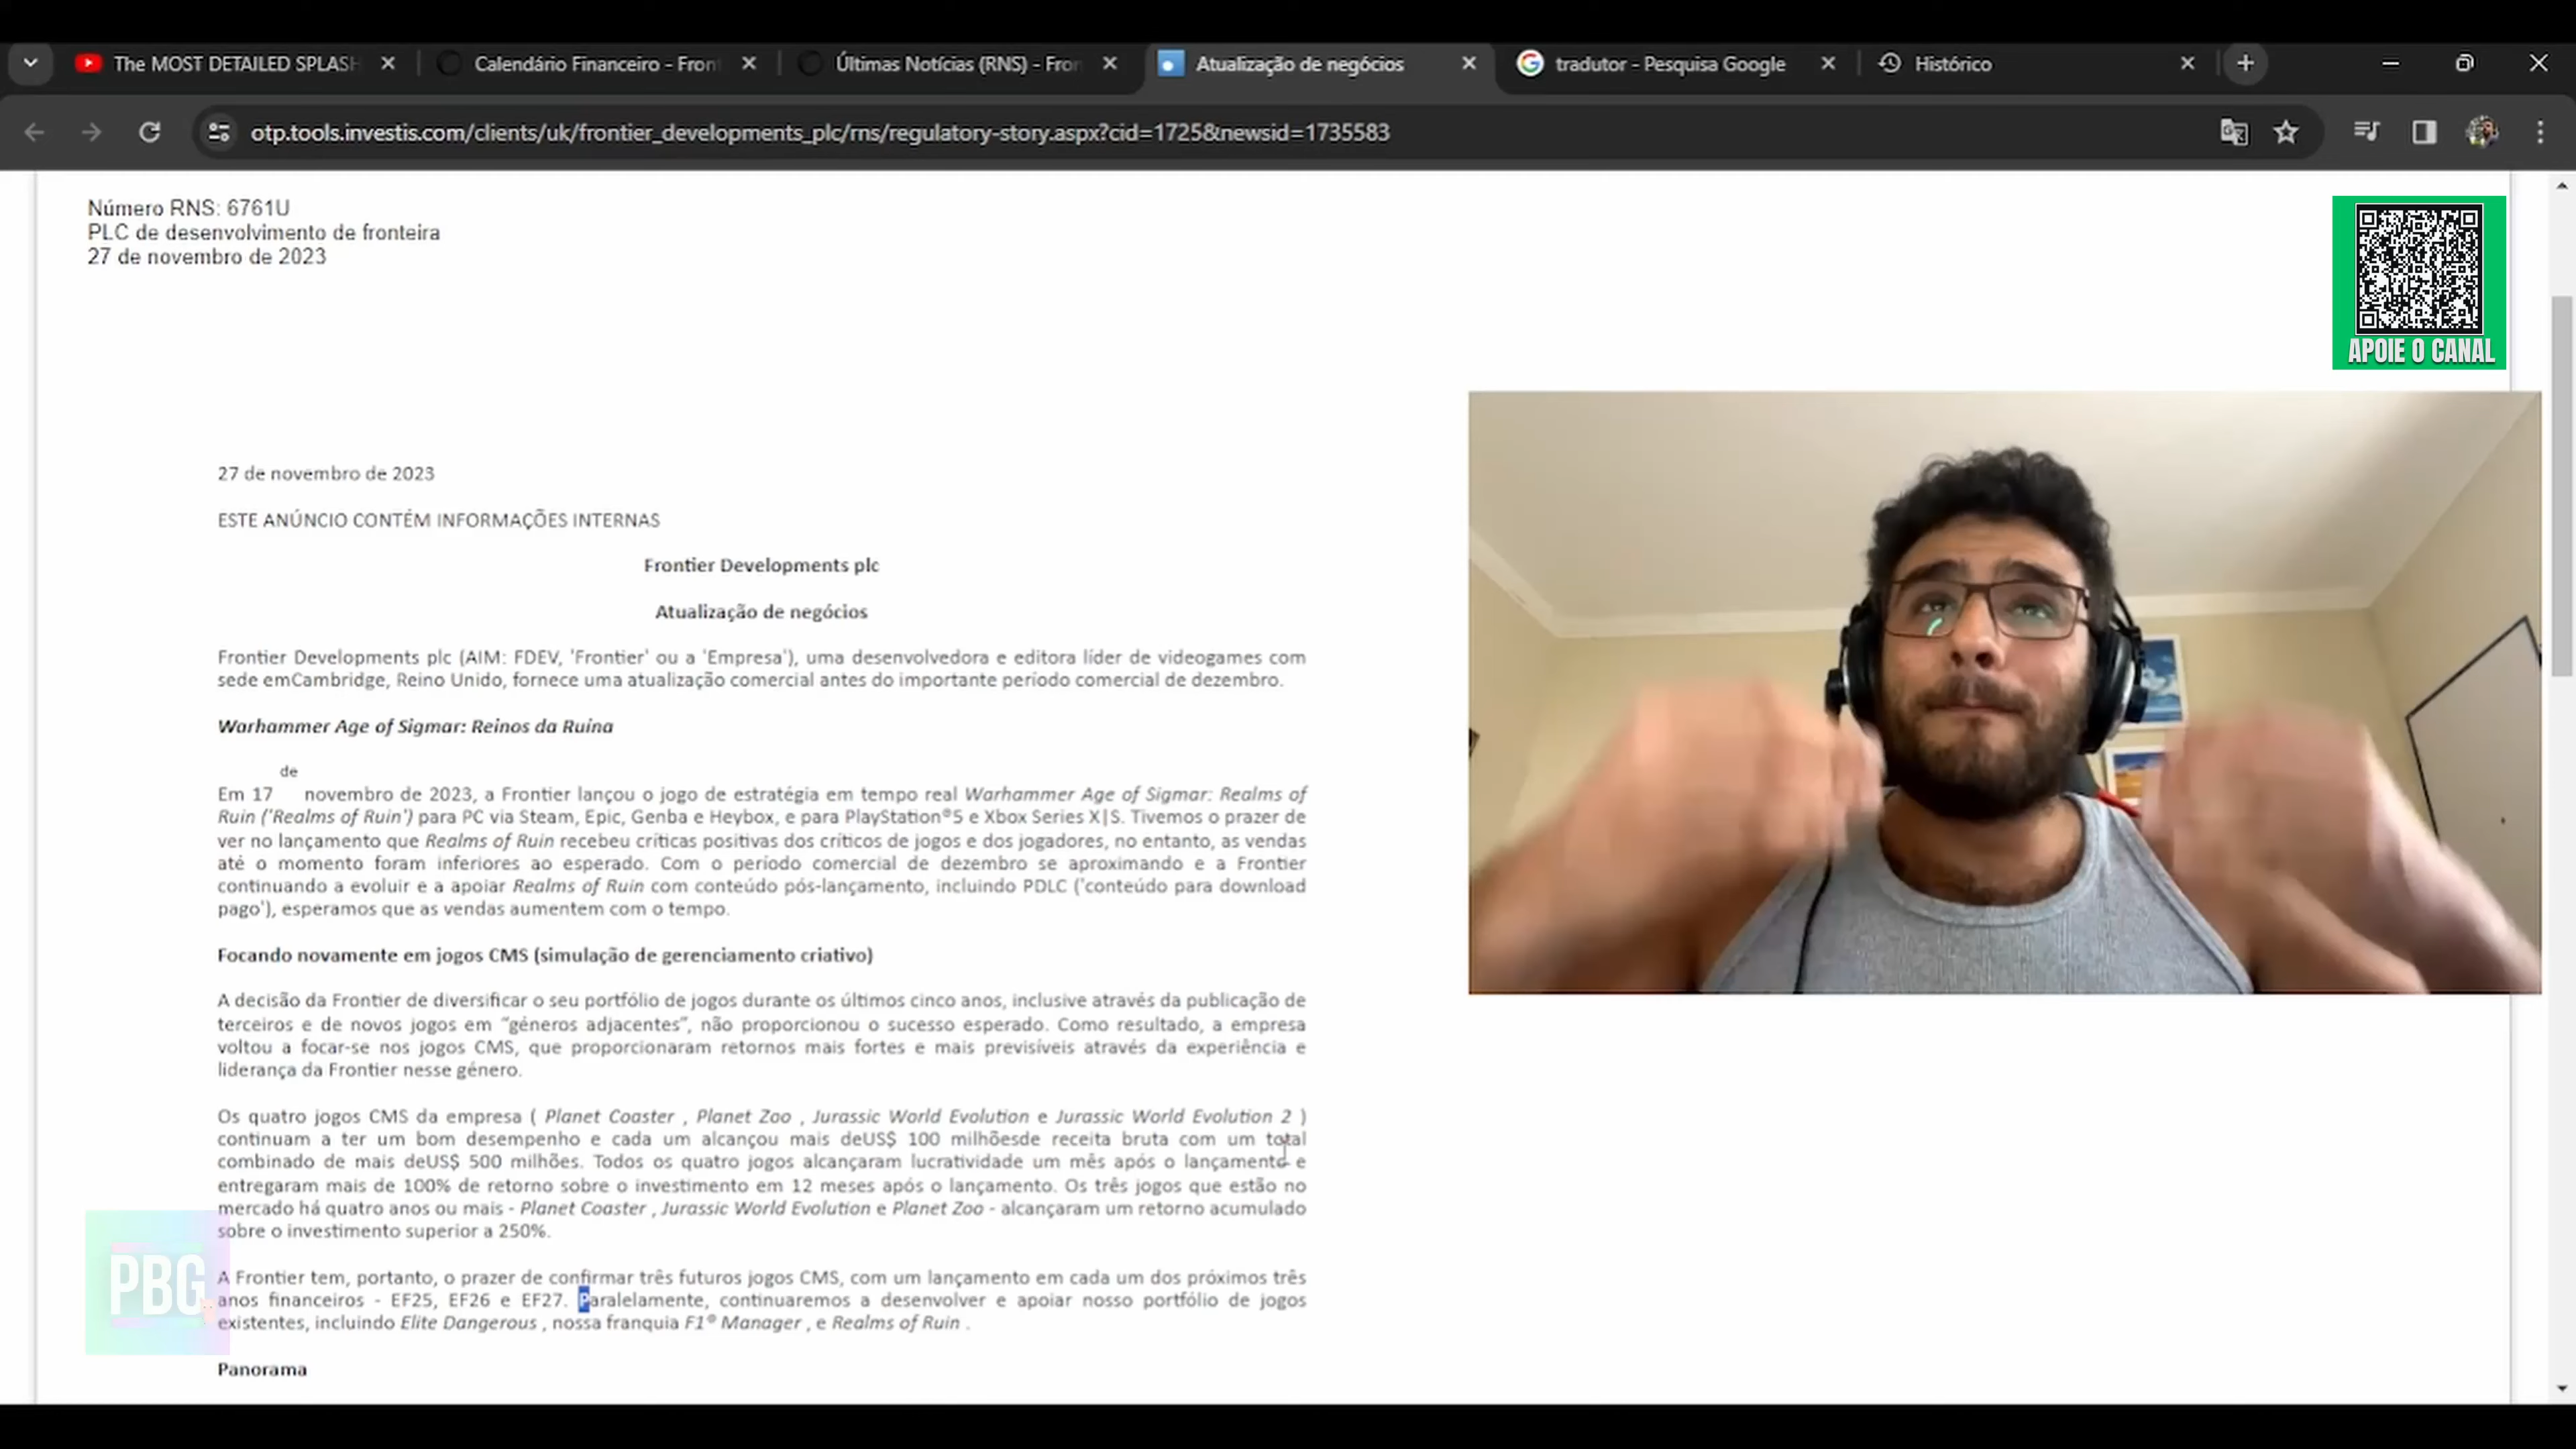 The MOST DETAILED SPLASH
Calendário Financeiro - Front
Últimas Notícias (RNS) - Fron
Atualização de negócios
tradutor - Pesquisa Google
Histórico
otp.tools.investis.com/clients/uk/frontier_developments_plc/rns/regulatory-story.aspx?cid=1725&newsid=1735583
Número RNS: 6761U
PLC de desenvolvimento de fronteira
27 de novembro de 2023
APOIE O CANAL
27 de novembro de 2023
ESTE ANÚNCIO CONTÉM INFORMAÇÕES INTERNAS
Frontier Developments plc
Atualização de negócios
Frontier Developments plc (AIM: FDEV, 'Frontier' ou a 'Empresa'), uma desenvolvedora e editora líder de videogames com
sede emCambridge, Reino Unido, fornece uma atualização comercial antes do importante período comercial de dezembro.
Warhammer Age of Sigmar: Reinos da Ruína
de
Em 17 novembro de 2023, a Frontier lançou o jogo de estratégia em tempo real Warhammer Age of Sigmar: Realms of
Ruin ('Realms of Ruin') para PC via Steam, Epic, Genba e Heybox, e para PlayStation®5 e Xbox Series X|S. Tivemos o prazer de
ver no lançamento que Realms of Ruin recebeu críticas positivas dos críticos de jogos e dos jogadores, no entanto, as vendas
até o momento foram inferiores ao esperado. Com o período comercial de dezembro se aproximando e a Frontier
continuando a evoluir e a apoiar Realms of Ruin com conteúdo pós-lançamento, incluindo PDLC ('conteúdo para download
pago'), esperamos que as vendas aumentem com o tempo.
Focando novamente em jogos CMS (simulação de gerenciamento criativo)
A decisão da Frontier de diversificar o seu portfólio de jogos durante os últimos cinco anos, inclusive através da publicação de
terceiros e de novos jogos em “géneros adjacentes”, não proporcionou o sucesso esperado. Como resultado, a empresa
voltou a focar-se nos jogos CMS, que proporcionaram retornos mais fortes e mais previsíveis através da experiência e
liderança da Frontier nesse género.
Os quatro jogos CMS da empresa ( Planet Coaster , Planet Zoo , Jurassic World Evolution e Jurassic World Evolution 2 )
continuam a ter um bom desempenho e cada um alcançou mais deUS$ 100 milhõesde receita bruta com um total
combinado de mais deUS$ 500 milhões. Todos os quatro jogos alcançaram lucratividade um mês após o lançamento e
entregaram mais de 100% de retorno sobre o investimento em 12 meses após o lançamento. Os três jogos que estão no
mercado há quatro anos ou mais - Planet Coaster , Jurassic World Evolution e Planet Zoo - alcançaram um retorno acumulado
sobre o investimento superior a 250%.
A Frontier tem, portanto, o prazer de confirmar três futuros jogos CMS, com um lançamento em cada um dos próximos três
anos financeiros - EF25, EF26 e EF27. Paralelamente, continuaremos a desenvolver e apoiar nosso portfólio de jogos
existentes, incluindo Elite Dangerous , nossa franquia F1® Manager , e Realms of Ruin .
PBG
Panorama